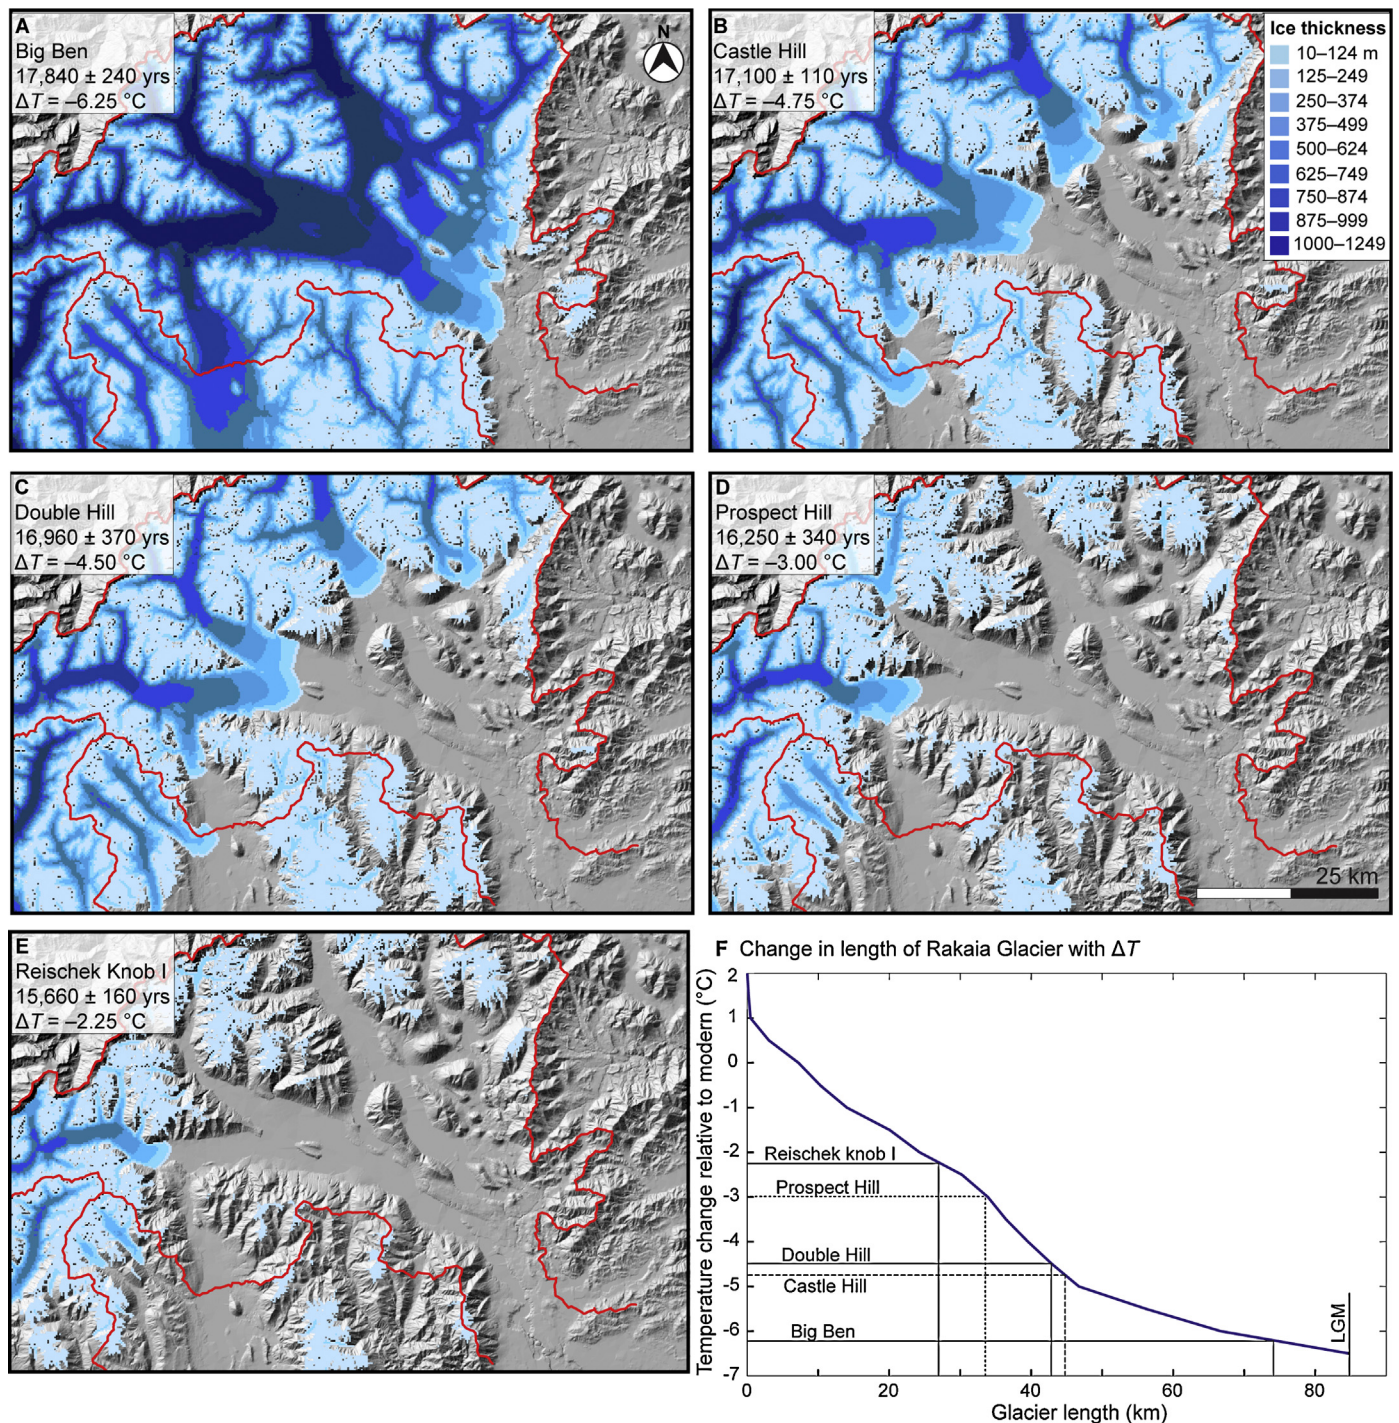 A
Big Ben
17,840 ± 240 yrs
ΔT = –6.25 °C
N
B
Castle Hill
17,100 ± 110 yrs
ΔT = –4.75 °C
Ice thickness
10–124 m
125–249
250–374
375–499
500–624
625–749
750–874
875–999
1000–1249
C
Double Hill
16,960 ± 370 yrs
ΔT = –4.50 °C
D
Prospect Hill
16,250 ± 340 yrs
ΔT = –3.00 °C
25 km
E
Reischek Knob I
15,660 ± 160 yrs
ΔT = –2.25 °C
F Change in length of Rakaia Glacier with ΔT
Temperature change relative to modern (°C)
2
1
0
-1
-2
-3
-4
-5
-6
-7
Reischek knob I
Prospect Hill
Double Hill
Castle Hill
Big Ben
LGM
0 20 40 60 80
Glacier length (km)